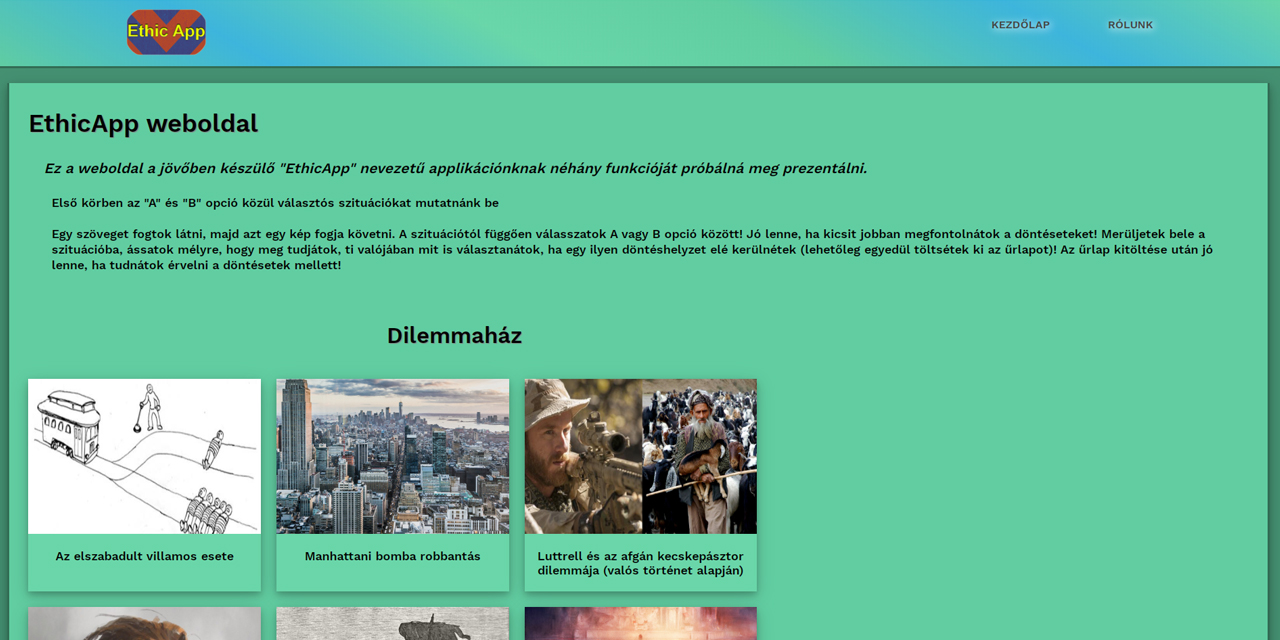 Ethic App
KEZDŐLAP
RÓLUNK
EthicApp weboldal
Ez a weboldal a jövőben készülő "EthicApp" nevezetű applikációnknak néhány funkcióját próbálná meg prezentálni.
Első körben az "A" és "B" opció közül választós szituációkat mutatnánk be
Egy szöveget fogtok látni, majd azt egy kép fogja követni. A szituációtól függően válasszatok A vagy B opció között! Jó lenne, ha kicsit jobban megfontolnátok a döntéseteket! Merüljetek bele a
szituációba, ássatok mélyre, hogy meg tudjátok, ti valójában mit is választanátok, ha egy ilyen döntéshelyzet elé kerülnétek (lehetőleg egyedül töltsétek ki az űrlapot)! Az űrlap kitöltése után jó
lenne, ha tudnátok érvelni a döntésetek mellett!
Dilemmaház
Az elszabadult villamos esete
Manhattani bomba robbantás
Luttrell és az afgán kecskepásztor
dilemmája (valós történet alapján)